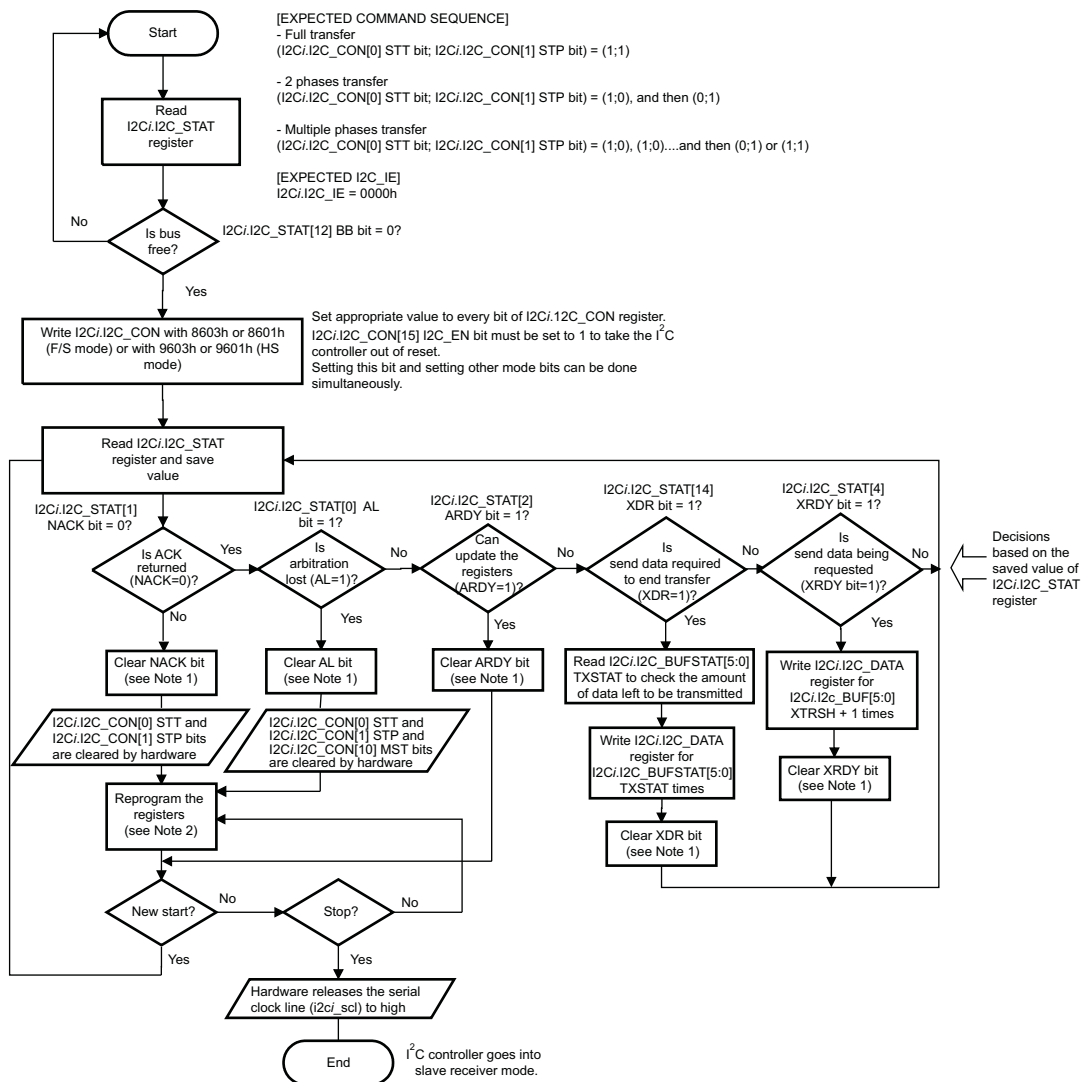 Start
[EXPECTED COMMAND SEQUENCE]
- Full transfer
(I2Ci.I2C_CON[0] STT bit; I2Ci.I2C_CON[1] STP bit) = (1;1)
- 2 phases transfer
(I2Ci.I2C_CON[0] STT bit; I2Ci.I2C_CON[1] STP bit) = (1;0), and then (0;1)
- Multiple phases transfer
(I2Ci.I2C_CON[0] STT bit; I2Ci.I2C_CON[1] STP bit) = (1;0), (1;0)....and then (0;1) or (1;1)
[EXPECTED I2C_IE]
I2Ci.I2C_IE = 0000h
Read
I2Ci.I2C_STAT
register
No
Is bus
free?
I2Ci.I2C_STAT[12] BB bit = 0?
Yes
Write I2Ci.I2C_CON with 8603h or 8601h
(F/S mode) or with 9603h or 9601h (HS
mode)
Set appropriate value to every bit of I2Ci.12C_CON register.
I2Ci.I2C_CON[15] I2C_EN bit must be set to 1 to take the I2C
controller out of reset.
Setting this bit and setting other mode bits can be done
simultaneously.
Read I2Ci.I2C_STAT
register and save
value
I2Ci.I2C_STAT[1]
NACK bit = 0?
I2Ci.I2C_STAT[0] AL
bit = 1?
I2Ci.I2C_STAT[2]
ARDY bit = 1?
I2Ci.I2C_STAT[14]
XDR bit = 1?
I2Ci.I2C_STAT[4]
XRDY bit = 1?
Is ACK
returned
(NACK=0)?
Yes
Is
arbitration
lost (AL=1)?
No
Can
update the
registers
(ARDY=1)?
No
Is
send data required
to end transfer
(XDR=1)?
No
Is
send data being
requested
(XRDY bit=1)?
No
Decisions
based on the
saved value of
I2Ci.I2C_STAT
register
No
Yes
Yes
Yes
Yes
Clear NACK bit
(see Note 1)
Clear AL bit
(see Note 1)
Clear ARDY bit
(see Note 1)
Read I2Ci.I2C_BUFSTAT[5:0]
TXSTAT to check the amount
of data left to be transmitted
Write I2Ci.I2C_DATA
register for
I2Ci.I2c_BUF[5:0]
XTRSH + 1 times
I2Ci.I2C_CON[0] STT and
I2Ci.I2C_CON[1] STP bits
are cleared by hardware
I2Ci.I2C_CON[0] STT and
I2Ci.I2C_CON[1] STP and
I2Ci.I2C_CON[10] MST bits
are cleared by hardware
Write I2Ci.I2C_DATA
register for
I2Ci.I2C_BUFSTAT[5:0]
TXSTAT times
Clear XRDY bit
(see Note 1)
Reprogram the
registers
(see Note 2)
Clear XDR bit
(see Note 1)
New start?
No
Stop?
No
Yes
Yes
Hardware releases the serial
clock line (i2ci_scl) to high
End
I2C controller goes into
slave receiver mode.